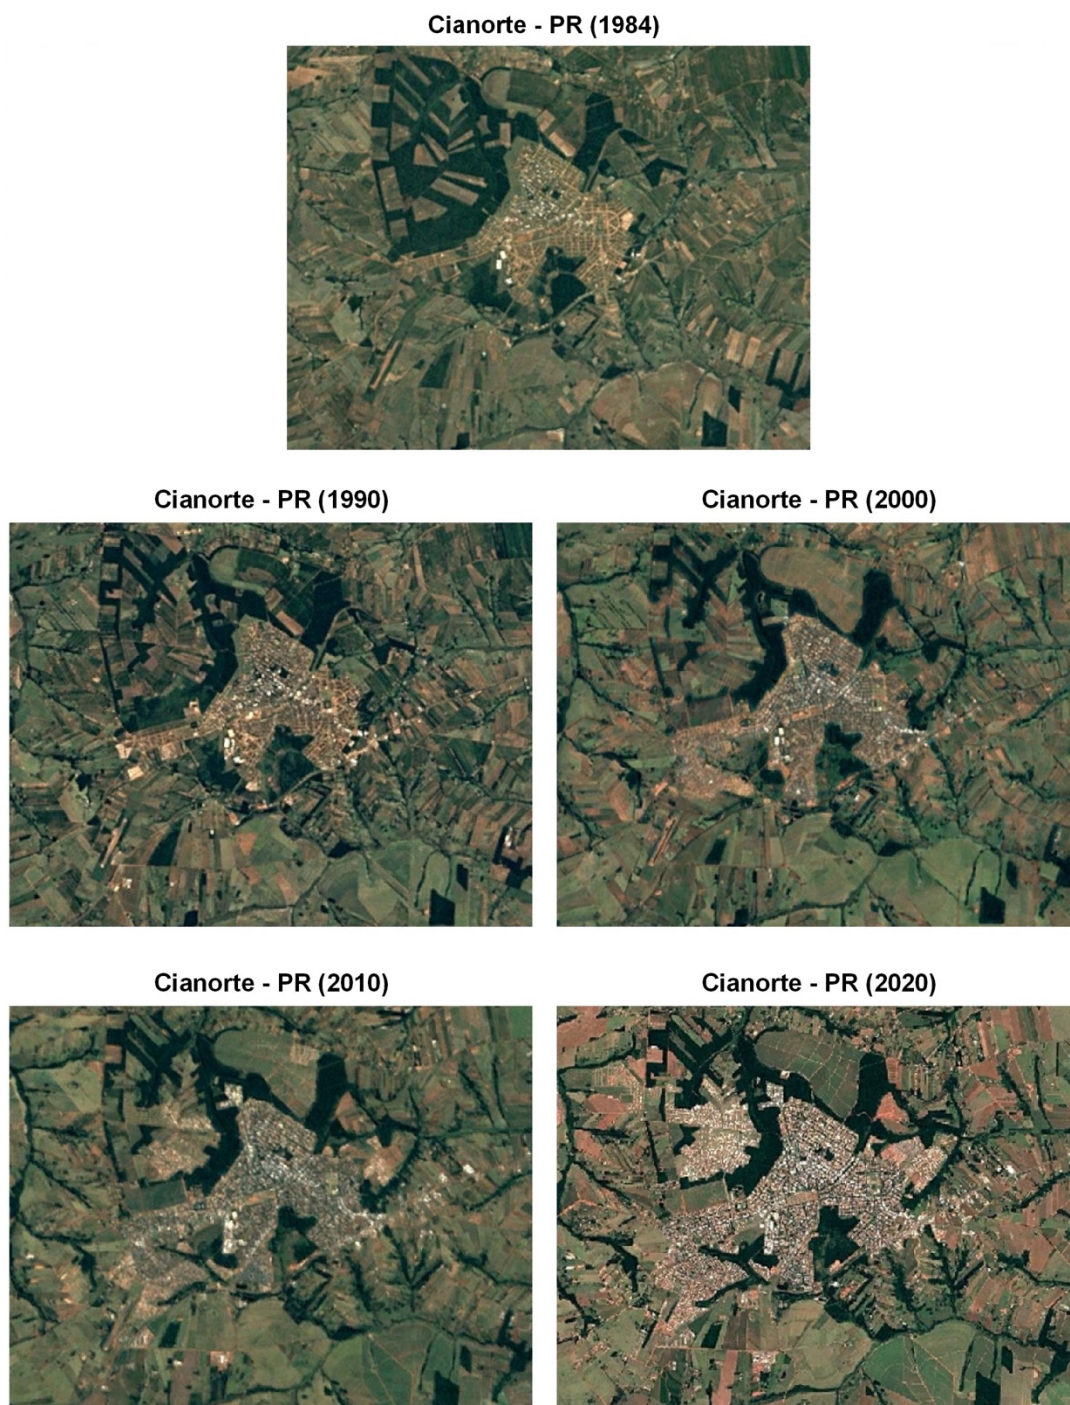 Cianorte - PR (1984)
Cianorte - PR (1990)
Cianorte - PR (2000)
Cianorte - PR (2010)
Cianorte - PR (2020)